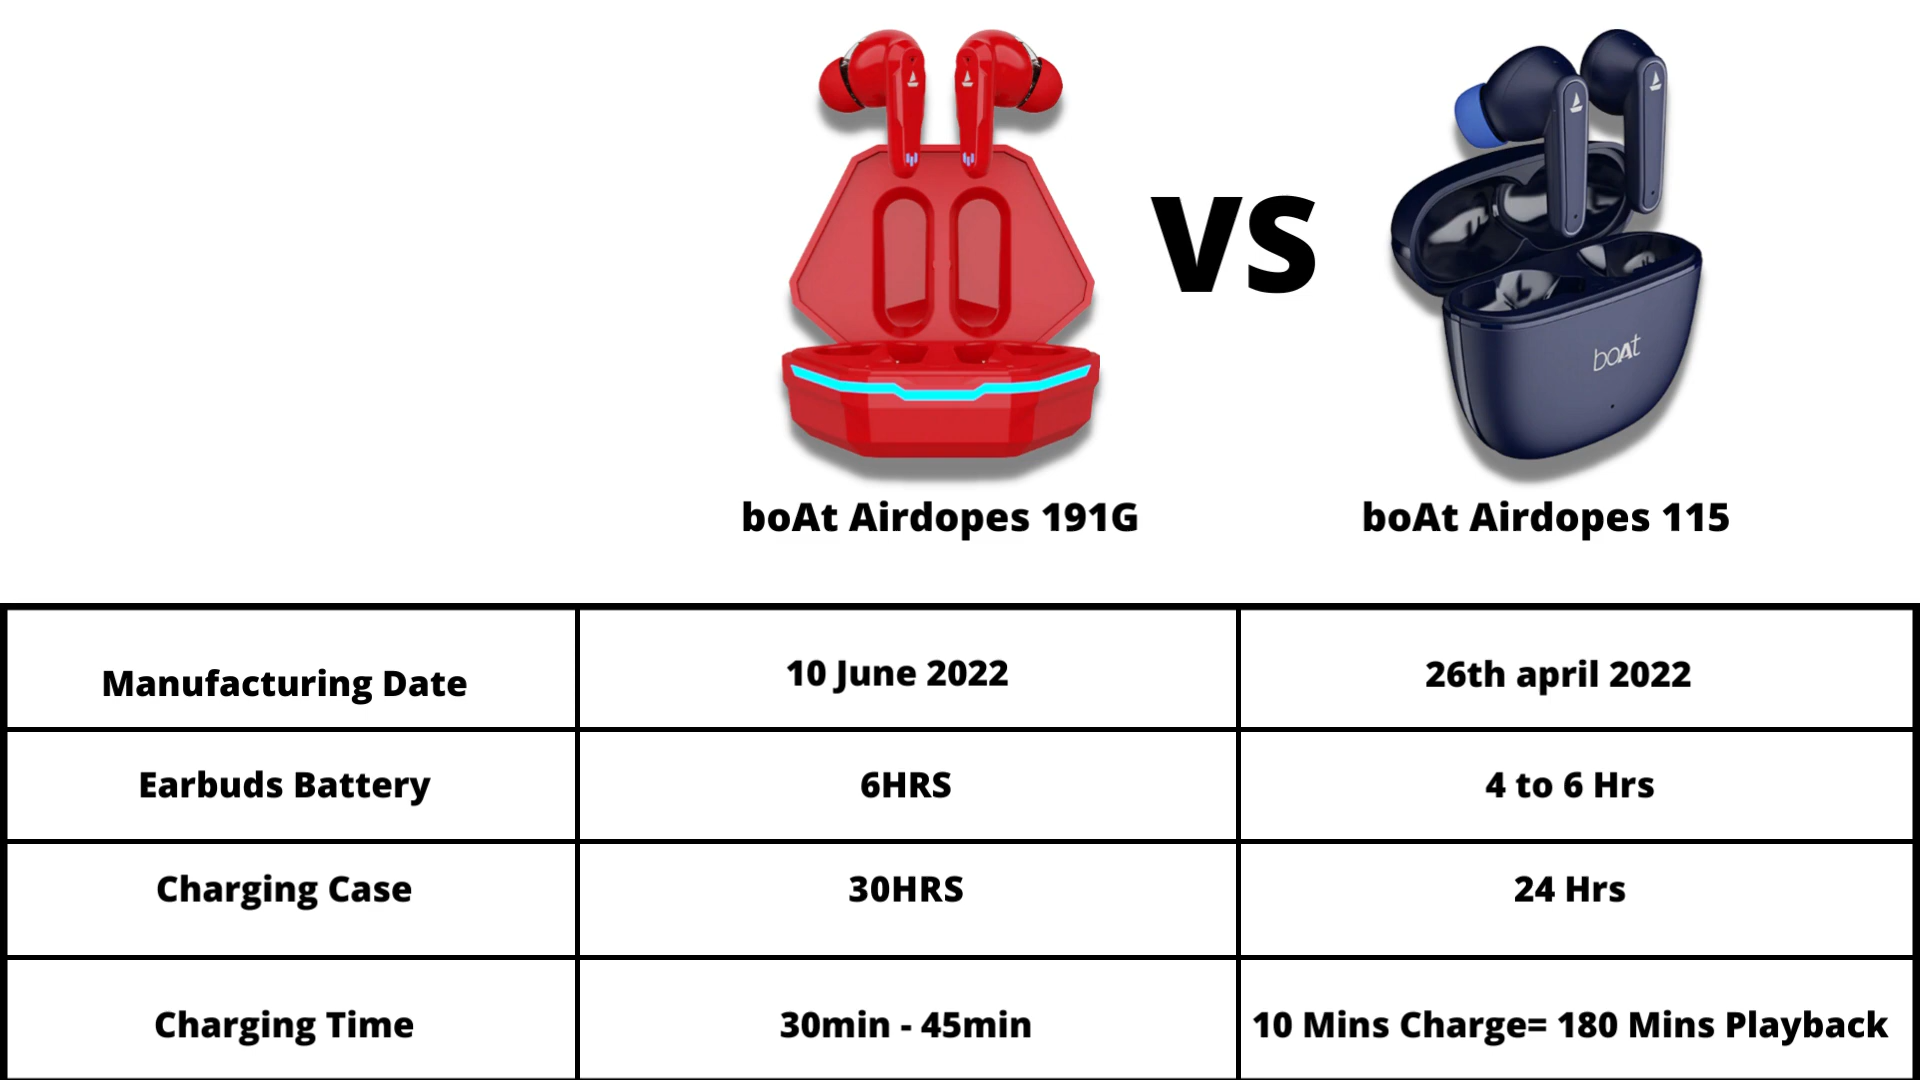 VS
boAt
boAt Airdopes 191G
boAt Airdopes 115
Manufacturing Date
10 June 2022
26th april 2022
Earbuds Battery
6HRS
4 to 6 Hrs
Charging Case
30HRS
24 Hrs
Charging Time
30min - 45min
10 Mins Charge= 180 Mins Playback